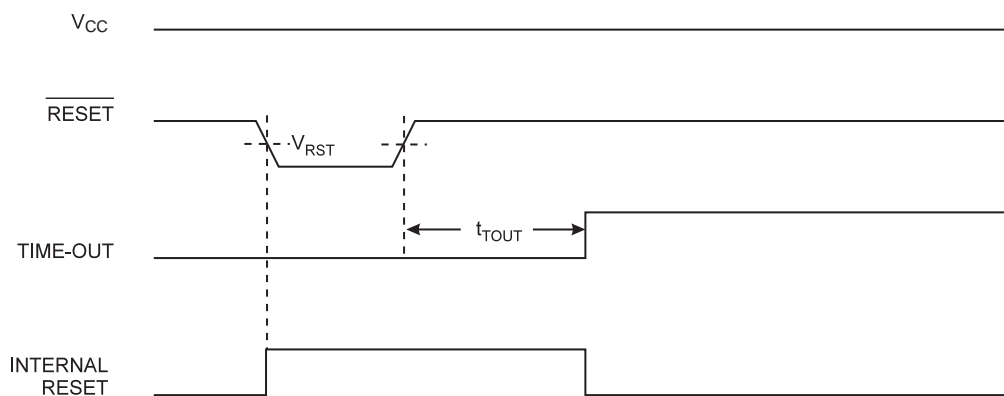 VCC
RESET
VRST
tTOUT
TIME-OUT
INTERNAL
RESET